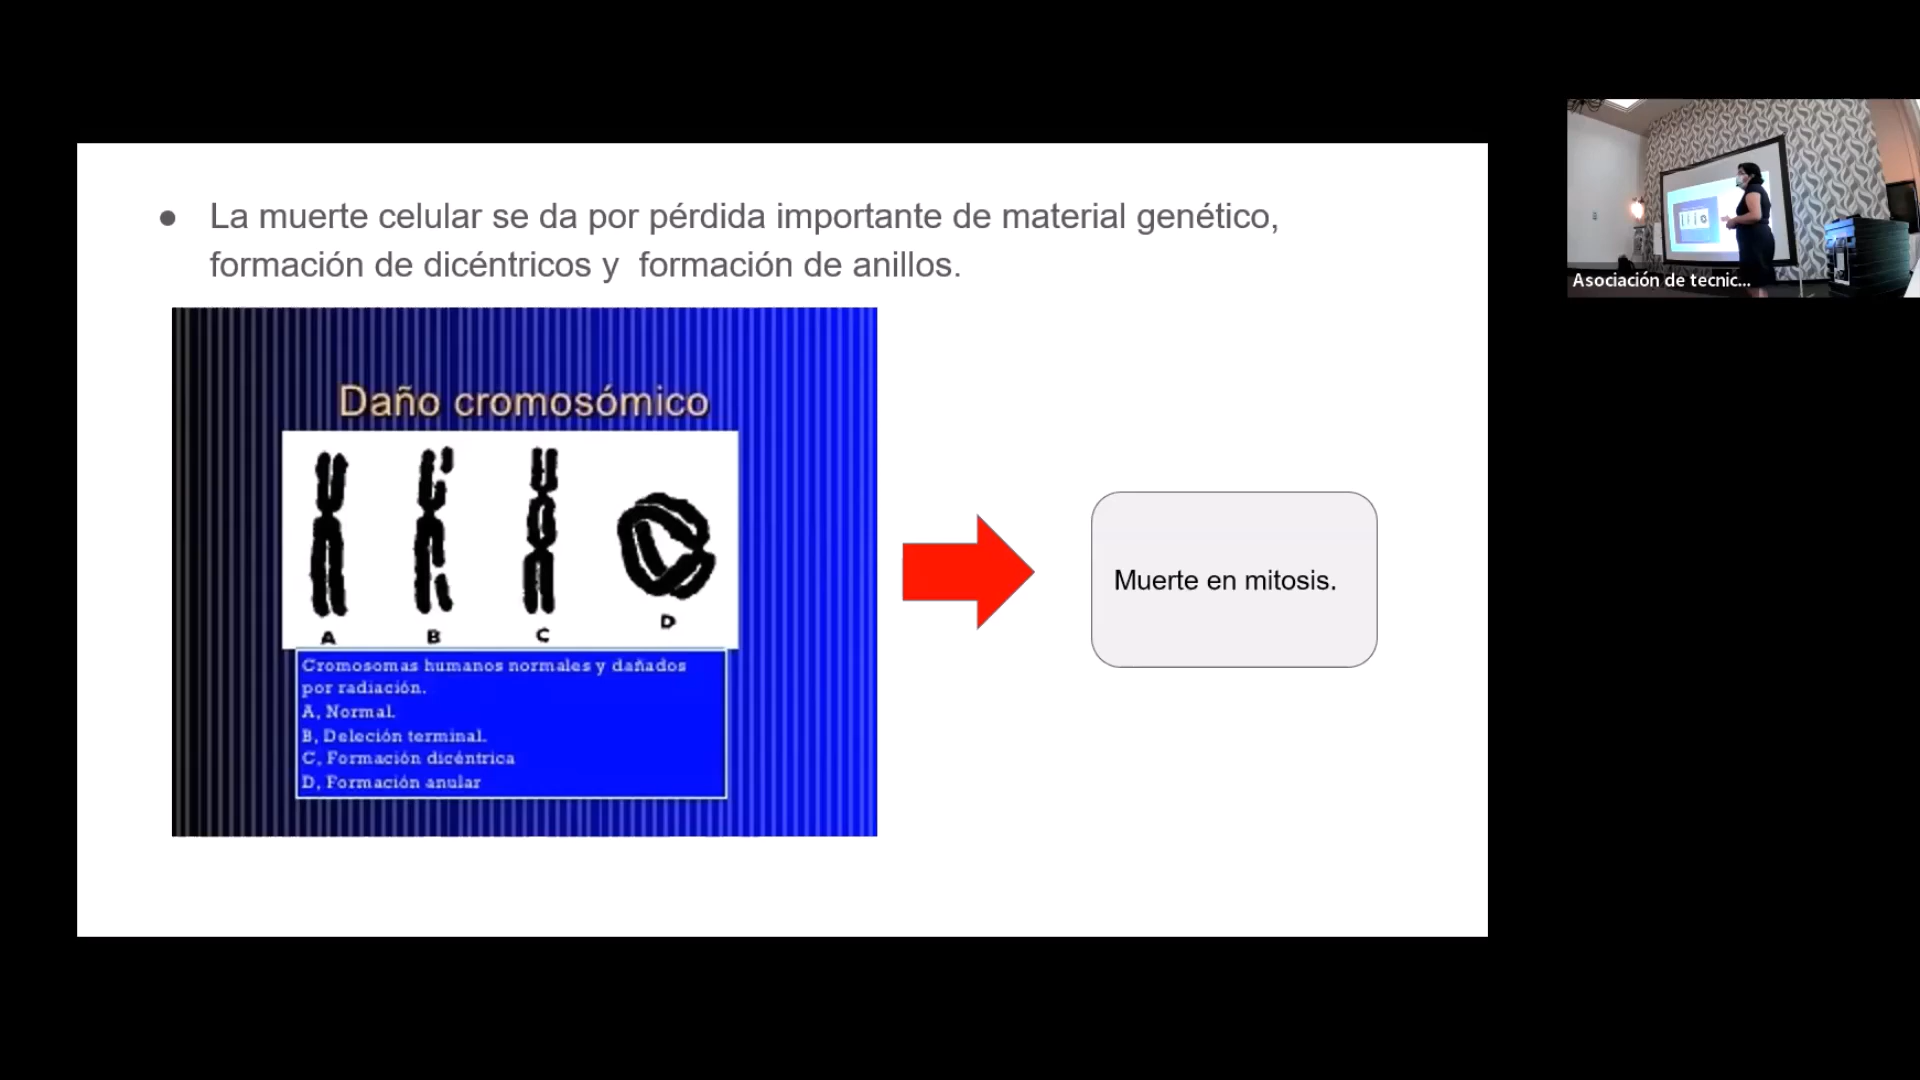 ● La muerte celular se da por pérdida importante de material genético,
formación de dicéntricos y  formación de anillos.
Daño cromosómico
A B C D
Cromosomas humanos normales y dañados
por radiación.
A, Normal.
B, Deleción terminal.
C, Formación dicéntrica
D, Formación anular
Muerte en mitosis.
Asociación de tecnic...